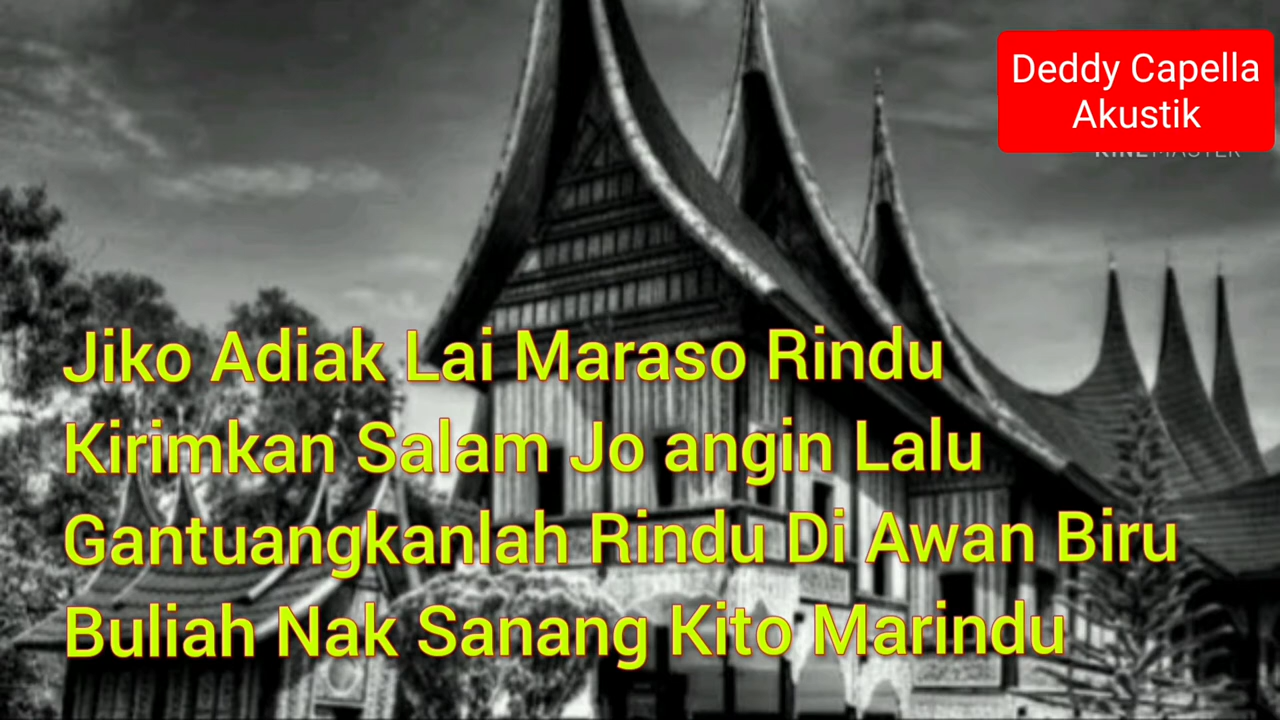 Deddy Capella
Akustik
KINEMASTER
Jiko Adiak Lai Maraso Rindu
Kirimkan Salam Jo angin Lalu
Gantuangkanlah Rindu Di Awan Biru
Buliah Nak Sanang Kito Marindu